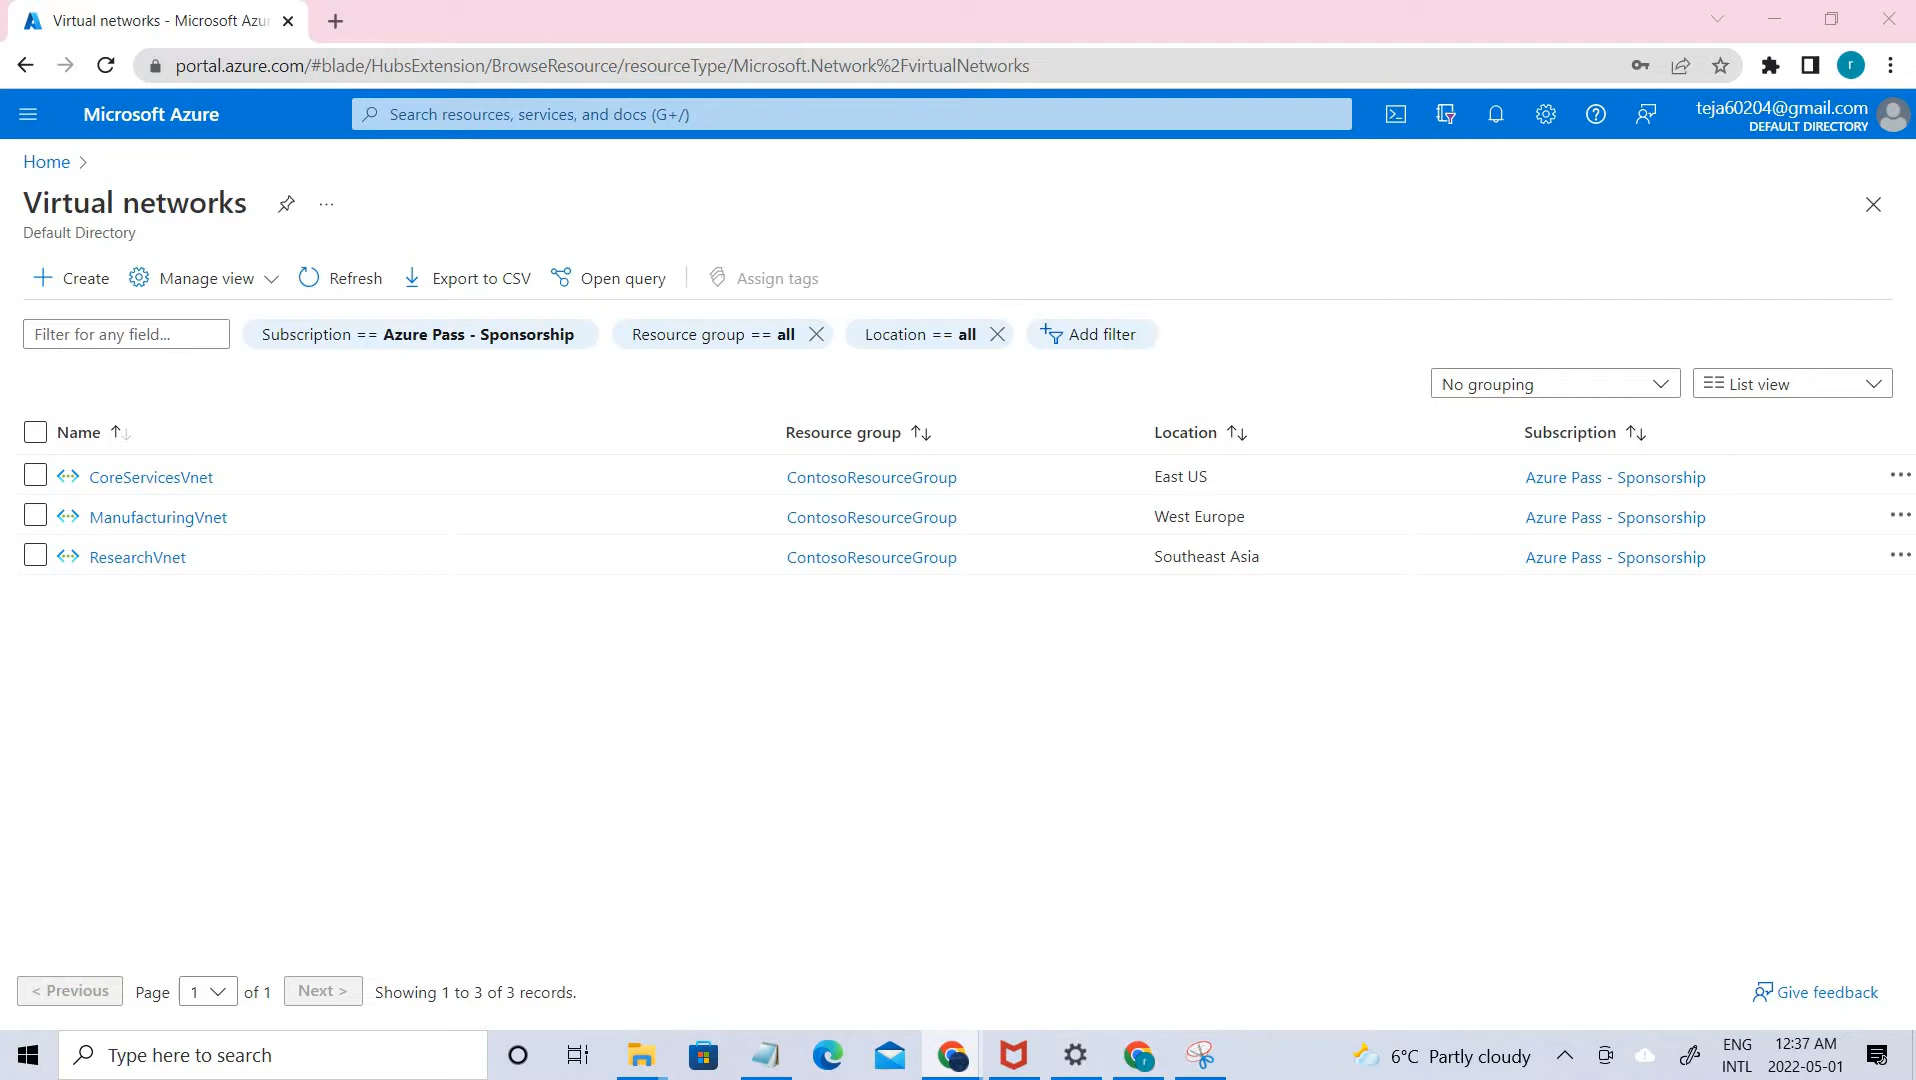 Virtual networks - Microsoft Azur
portal.azure.com/#blade/HubsExtension/BrowseResource/resourceType/Microsoft.Network%2FvirtualNetworks
r
Microsoft Azure
Search resources, services, and docs (G+/)
teja60204@gmail.com
DEFAULT DIRECTORY
Home
Virtual networks
Default Directory
Create
Manage view
Refresh
Export to CSV
Open query
Assign tags
Filter for any field...
Subscription == Azure Pass - Sponsorship
Resource group == all
Location == all
Add filter
No grouping
List view
Name Resource group Location Subscription
CoreServicesVnet ContosoResourceGroup East US Azure Pass - Sponsorship
ManufacturingVnet ContosoResourceGroup West Europe Azure Pass - Sponsorship
ResearchVnet ContosoResourceGroup Southeast Asia Azure Pass - Sponsorship
< Previous Page 1 of 1 Next > Showing 1 to 3 of 3 records.
Give feedback
Type here to search
6°C Partly cloudy
ENG
INTL
12:37 AM
2022-05-01